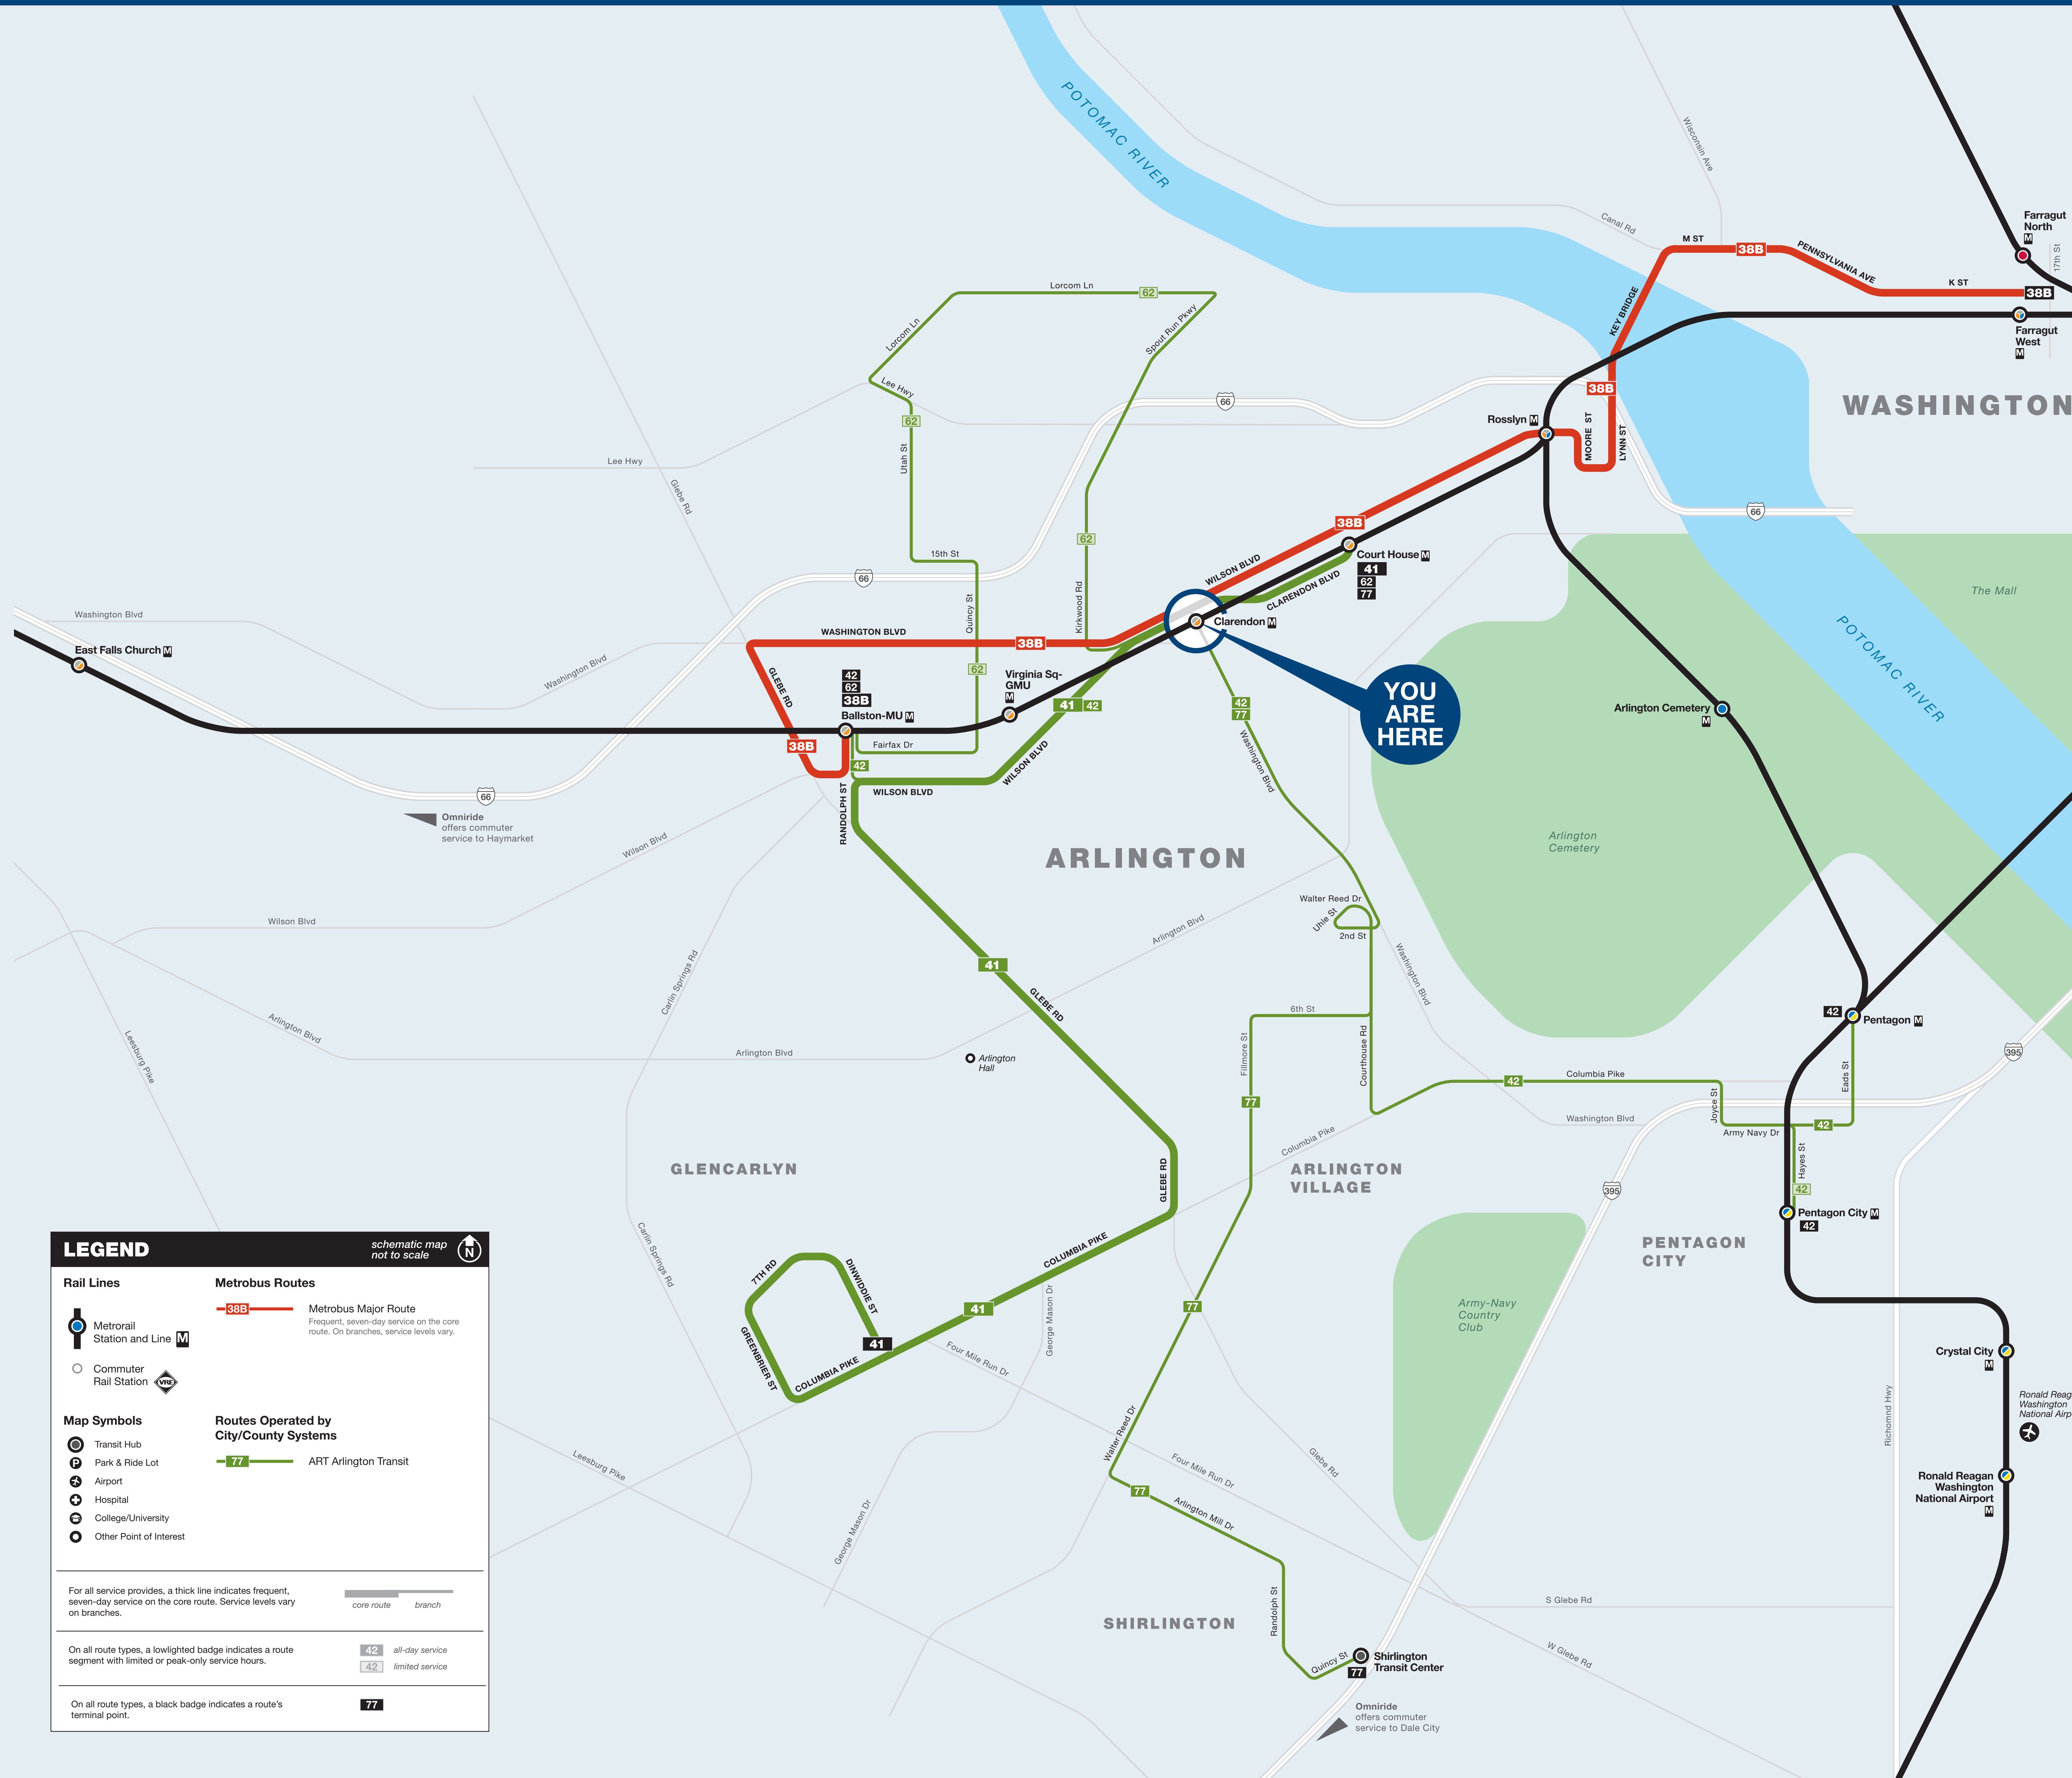 POTOMAC RIVER
Wisconsin Ave
Canal Rd
M ST
38B
PENNSYLVANIA AVE
K ST
38B
Farragut
North
M
17th St
Farragut
West
M
KEY BRIDGE
WASHINGTON
Lorcom Ln
62
Lorcom Ln
Spout Run Pkwy
Lee Hwy
62
Utah St
Lee Hwy
Glebe Rd
66
38B
Rosslyn M
MOORE ST
LYNN ST
66
The Mall
POTOMAC RIVER
15th St
66
62
Kirkwood Rd
Quincy St
38B
WILSON BLVD
Court House M
41
62
77
CLARENDON BLVD
Clarendon M
YOU
ARE
HERE
Washington Blvd
East Falls Church M
Washington Blvd
WASHINGTON BLVD
38B
GLEBE RD
62
42
62
38B
Ballston-MU M
Virginia Sq-
GMU
M
38B
Fairfax Dr
42
41
42
WILSON BLVD
WILSON BLVD
RANDOLPH ST
42
77
Washington Blvd
Arlington Cemetery
M
66
Omniride
offers commuter
service to Haymarket
Wilson Blvd
Wilson Blvd
ARLINGTON
Arlington
Cemetery
Walter Reed Dr
Uhle St
2nd St
Arlington Blvd
Washington Blvd
Carlin Springs Rd
41
GLEBE RD
Arlington Blvd
Arlington Blvd
Leesburg Pike
Arlington
Hall
6th St
Fillmore St
Courthouse Rd
77
42
Columbia Pike
42
Pentagon M
Eads St
395
Joyce St
Army Navy Dr
42
Washington Blvd
Hayes St
42
Pentagon City M
42
Columbia Pike
GLENCARLYN
ARLINGTON
VILLAGE
395
PENTAGON
CITY
GLEBE RD
COLUMBIA PIKE
Carlin Springs Rd
7TH RD
DINWIDDIE ST
41
41
GREENBRIER ST
COLUMBIA PIKE
George Mason Dr
Four Mile Run Dr
77
Army-Navy
Country
Club
Crystal City
M
Ronald Reag
Washington
National Airp
Richomnd Hwy
Ronald Reagan
Washington
National Airport
M
Walter Reed Dr
Leesburg Pike
George Mason Dr
77
Arlington Mill Dr
Four Mile Run Dr
Glebe Rd
Randolph St
S Glebe Rd
W Glebe Rd
SHIRLINGTON
Quincy St
Shirlington
Transit Center
77
Omniride
offers commuter
service to Dale City
LEGEND
schematic map
not to scale
N
Rail Lines
Metrorail
Station and Line M
Commuter
Rail Station VRE
Metrobus Routes
38B
Metrobus Major Route
Frequent, seven-day service on the core
route. On branches, service levels vary.
Map Symbols
Transit Hub
P Park & Ride Lot
Airport
Hospital
College/University
Other Point of Interest
Routes Operated by
City/County Systems
77
ART Arlington Transit
For all service provides, a thick line indicates frequent,
seven-day service on the core route. Service levels vary
on branches.
core route
branch
On all route types, a lowlighted badge indicates a route
segment with limited or peak-only service hours.
42 all-day service
42 limited service
On all route types, a black badge indicates a route's
terminal point.
77